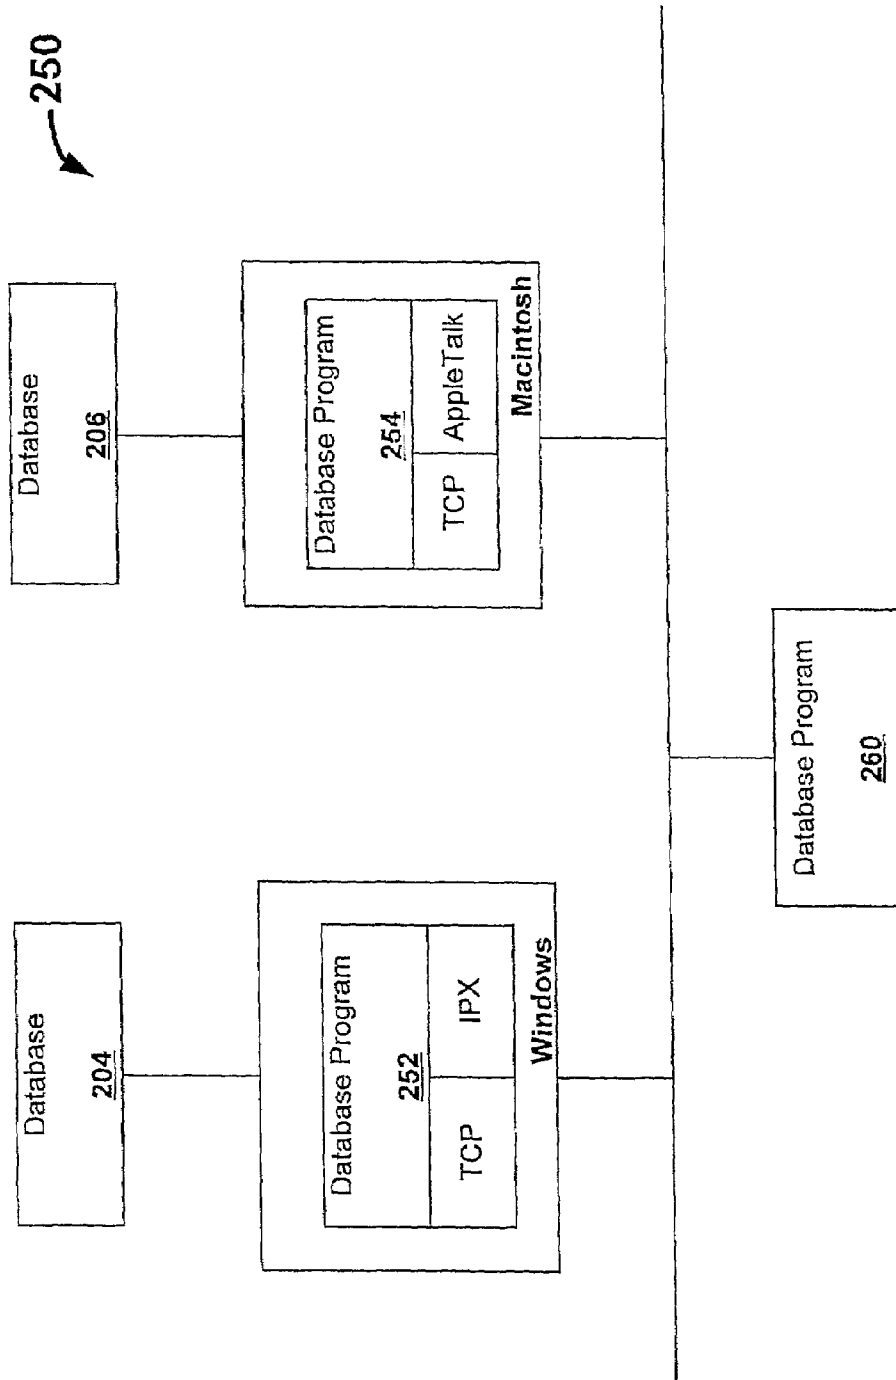 250
Database
204
Database
206
Database Program
252
TCP
IPX
Windows
Database Program
254
TCP
AppleTalk
Macintosh
Database Program
260